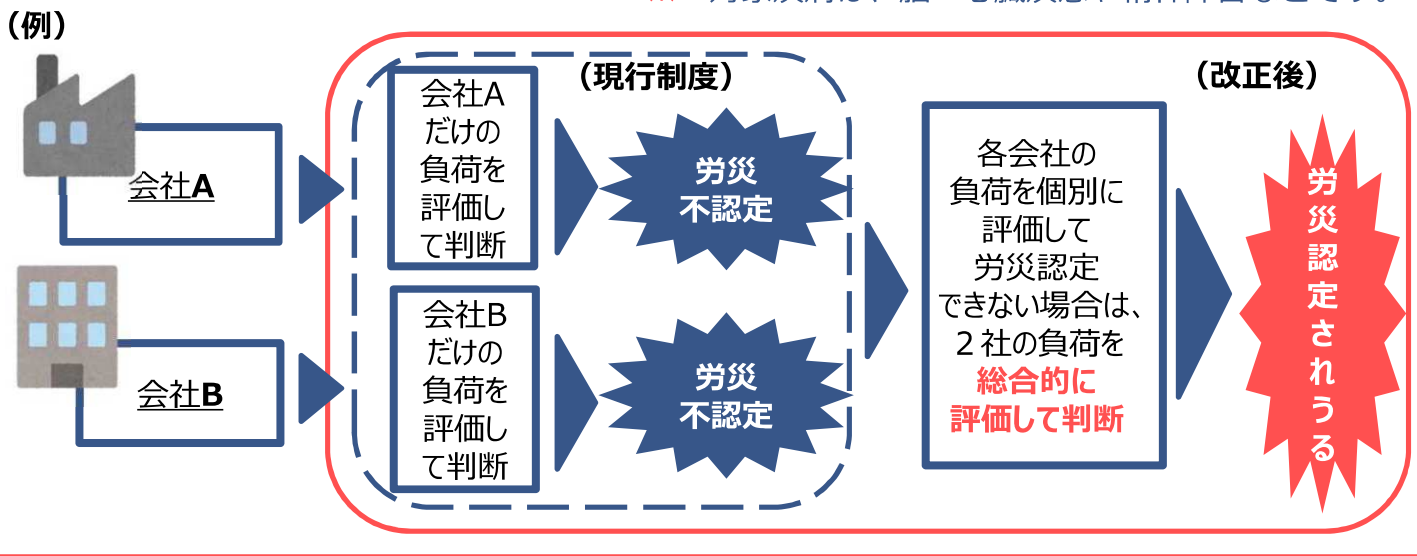 （例）
会社A
会社B
（現行制度）
会社A
だけの
負荷を
評価し
て判断
労災
不認定
会社B
だけの
負荷を
評価し
て判断
労災
不認定
（改正後）
各会社の
負荷を個別に
評価して
労災認定
できない場合は、
２社の負荷を
総合的に
評価して判断
労災認定されうる